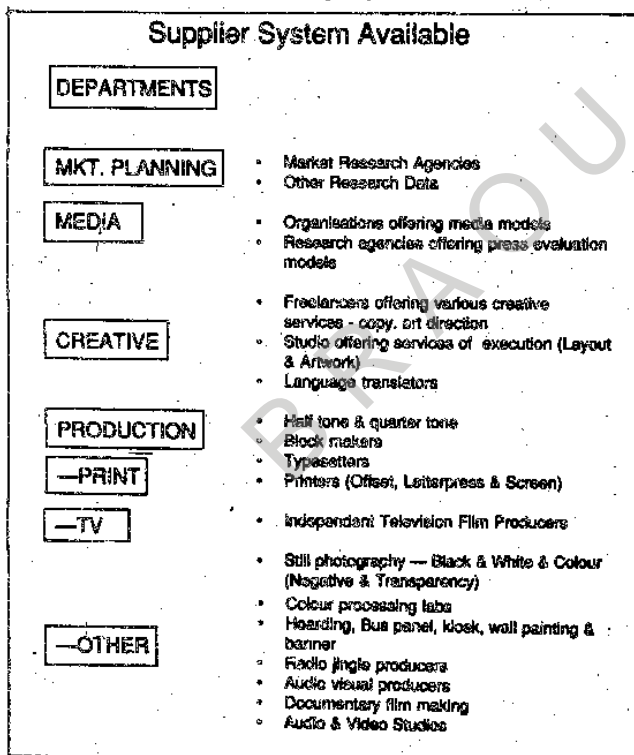 Supplier System Available
DEPARTMENTS
MKT. PLANNING
• Market Research Agencies
• Other Research Data
MEDIA
• Organisations offering media models
• Research agencies offering press evaluation
models
CREATIVE
• Freelancers offering various creative
services - copy, art direction
• Studio offering services of execution (Layout
& Artwork)
• Language translators
PRODUCTION
—PRINT
• Half tone & quarter tone
• Block makers
• Typesetters
• Printers (Offset, Letterpress & Screen)
—TV
• Independent Television Film Producers
—OTHER
• Still photography — Black & White & Colour
(Negative & Transparency)
• Colour processing labs
• Hoarding, Bus panel, kiosk, wall painting &
banner
• Radio jingle producers
• Audio visual producers
• Documentary film making
• Audio & Video Studios
BRAOU